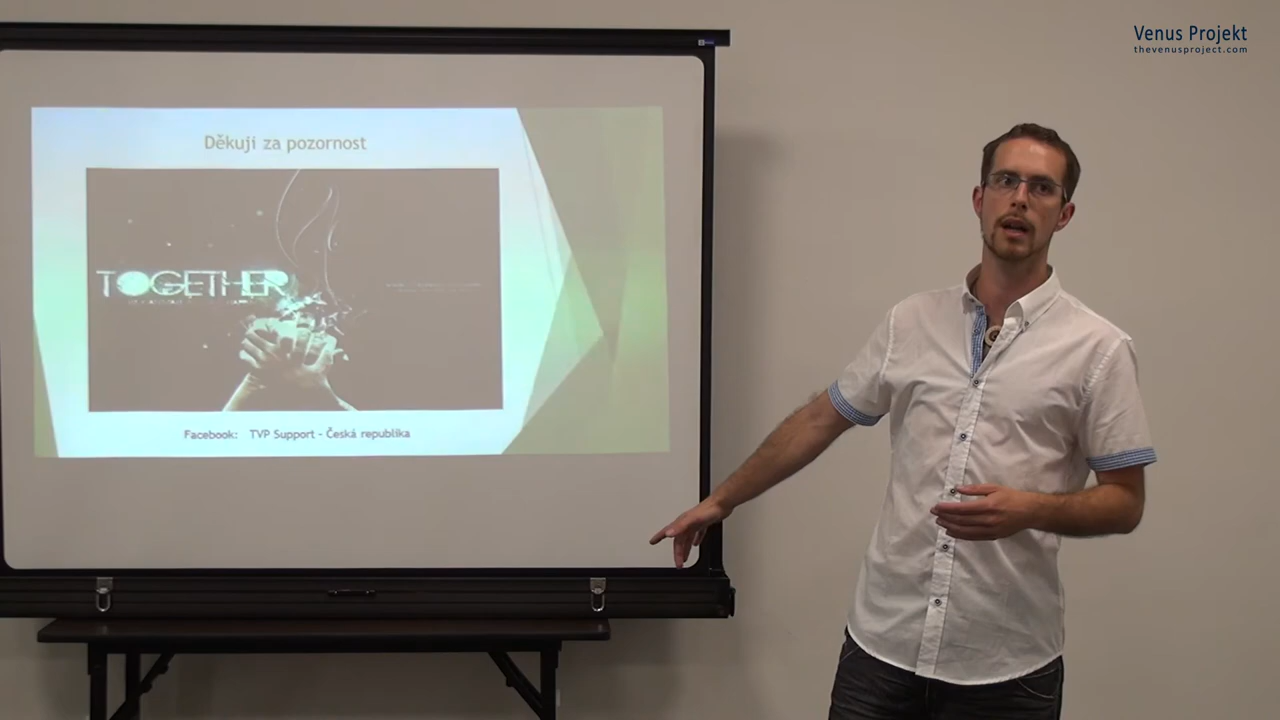 Venus Projekt
thevenusproject.com
Děkuji za pozornost
TOGETHER
Facebook: TVP Support - Česká republika